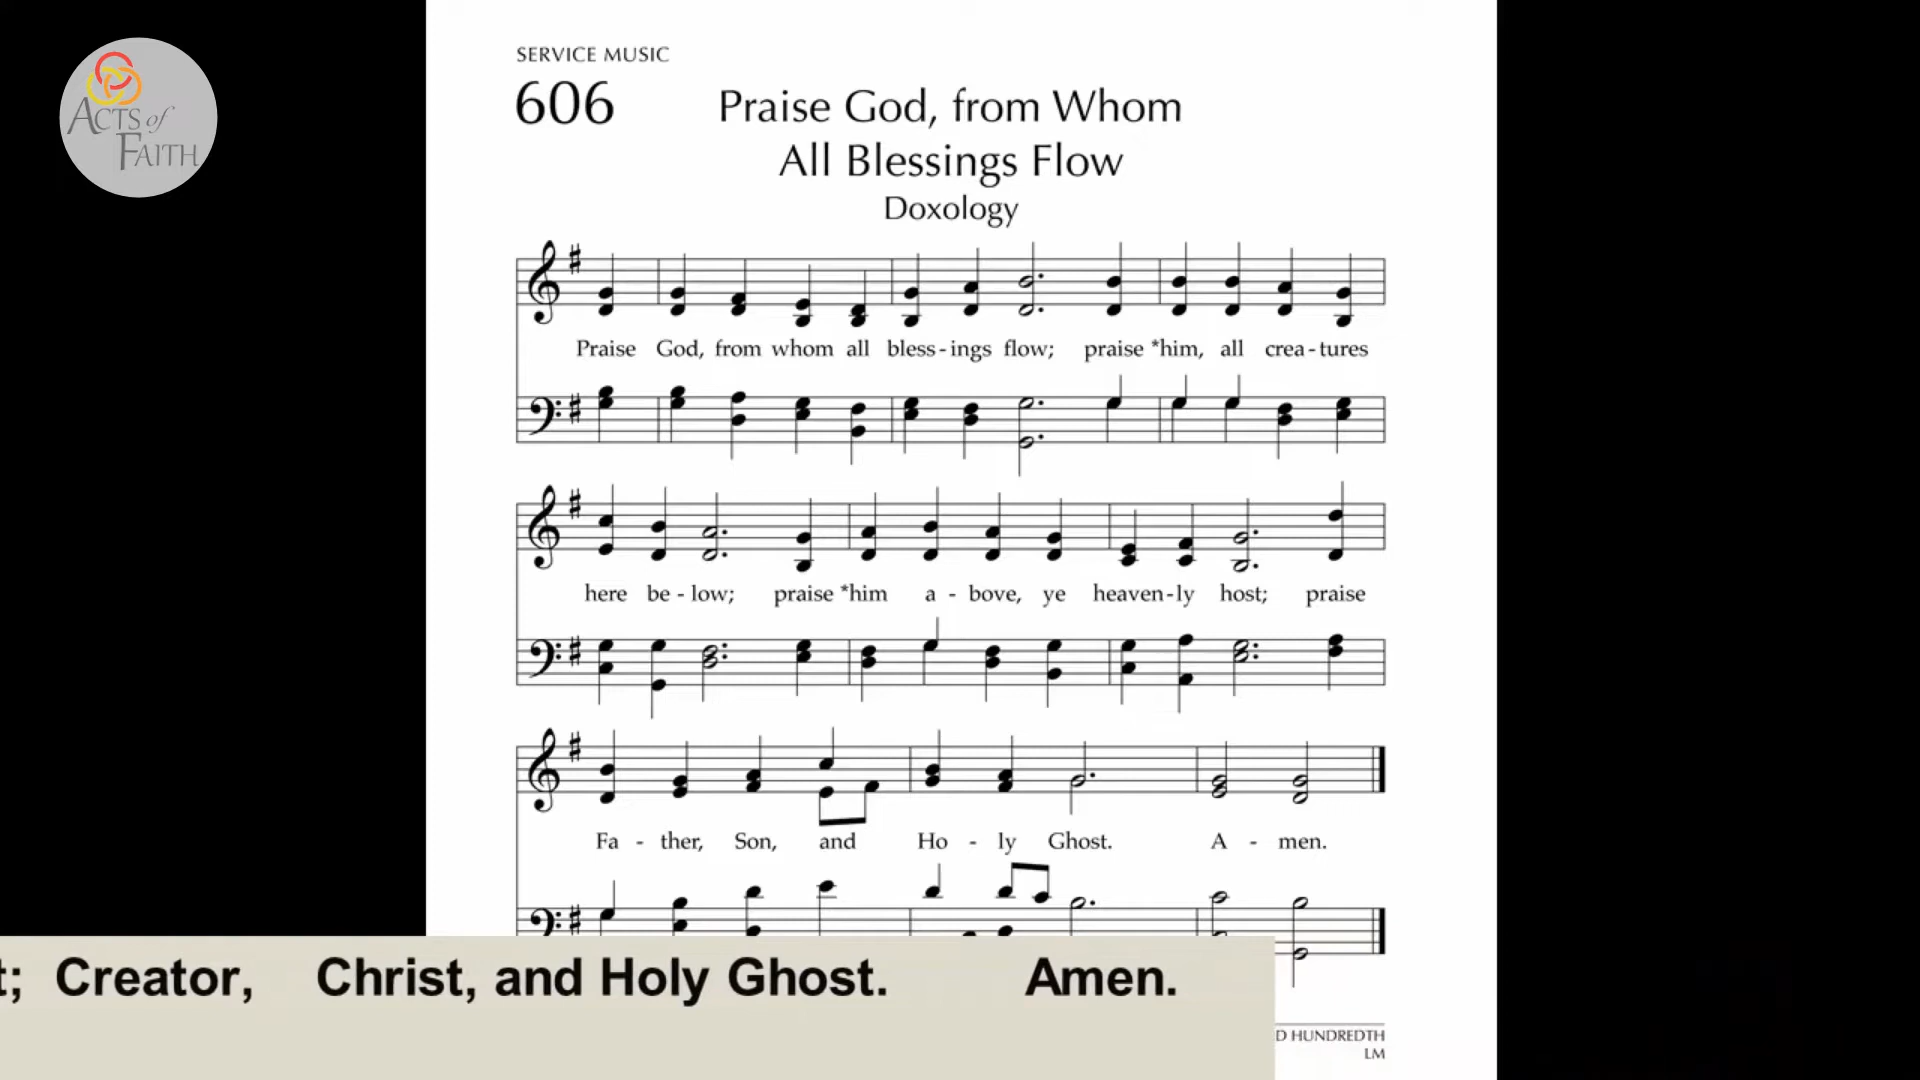 ACTS of
FAITH
SERVICE MUSIC
606
Praise God, from Whom
All Blessings Flow
Doxology
Praise God, from whom all bless - ings flow; praise *him, all crea - tures
here be - low; praise *him a - bove, ye heaven - ly host; praise
Fa - ther, Son, and Ho - ly Ghost. A - men.
t; Creator, Christ, and Holy Ghost. Amen.
D HUNDREDTH
LM